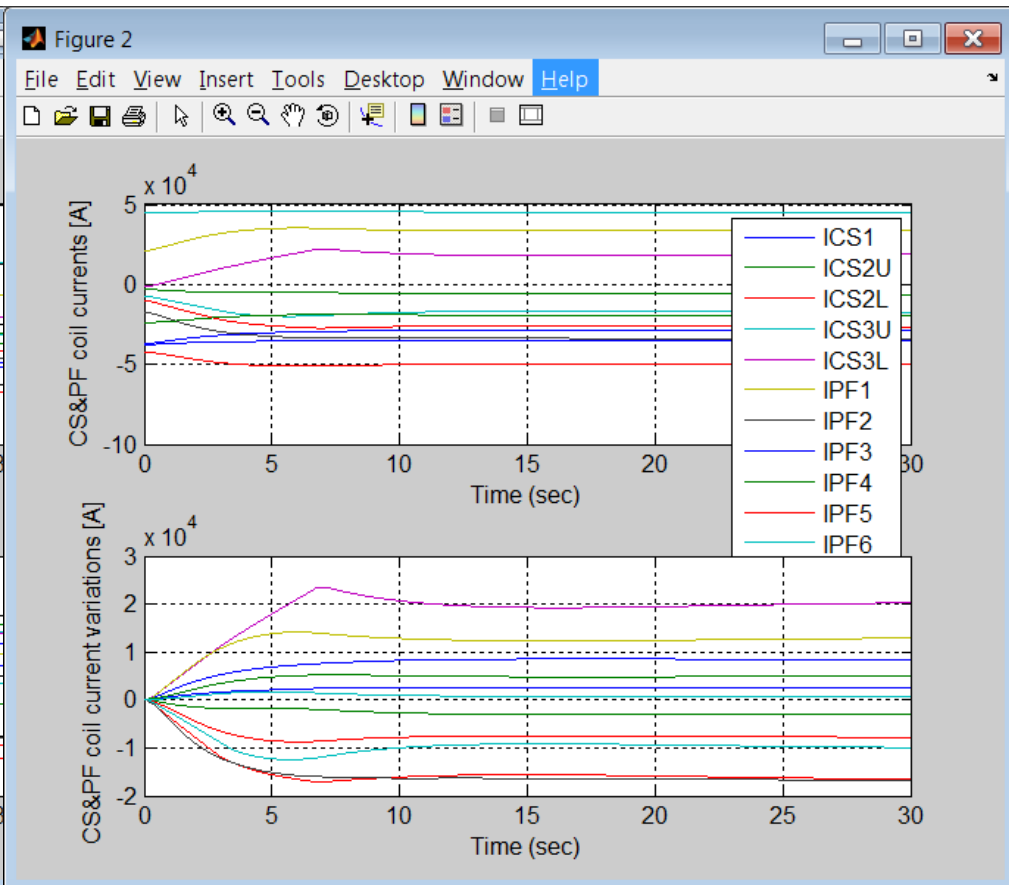 Figure 2
File Edit View Insert Tools Desktop Window Help
x 10^4
CS&PF coil currents [A]
5
0
-5
-10
0 5 10 15 20 30
Time (sec)
ICS1
ICS2U
ICS2L
ICS3U
ICS3L
IPF1
IPF2
IPF3
IPF4
IPF5
IPF6
x 10^4
CS&PF coil current variations [A]
3
2
1
0
-1
-2
0 5 10 15 20 25 30
Time (sec)